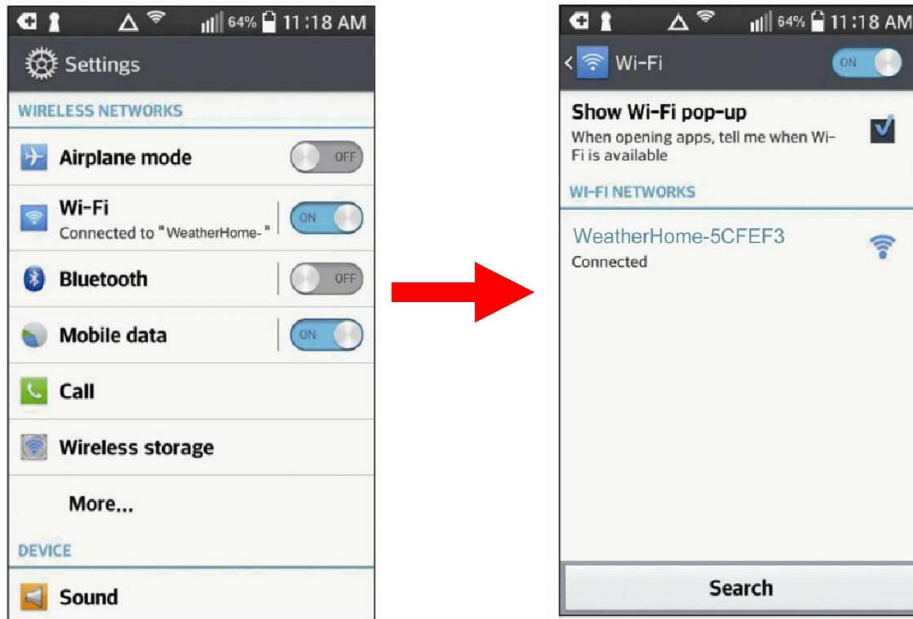 64% 11:18 AM
Settings
WIRELESS NETWORKS
Airplane mode
OFF
Wi-Fi
Connected to "WeatherHome-"
ON
Bluetooth
OFF
Mobile data
ON
Call
Wireless storage
More...
DEVICE
Sound
64% 11:18 AM
< Wi-Fi
ON
Show Wi-Fi pop-up
When opening apps, tell me when Wi-
Fi is available
WI-FI NETWORKS
WeatherHome-5CFEF3
Connected
Search